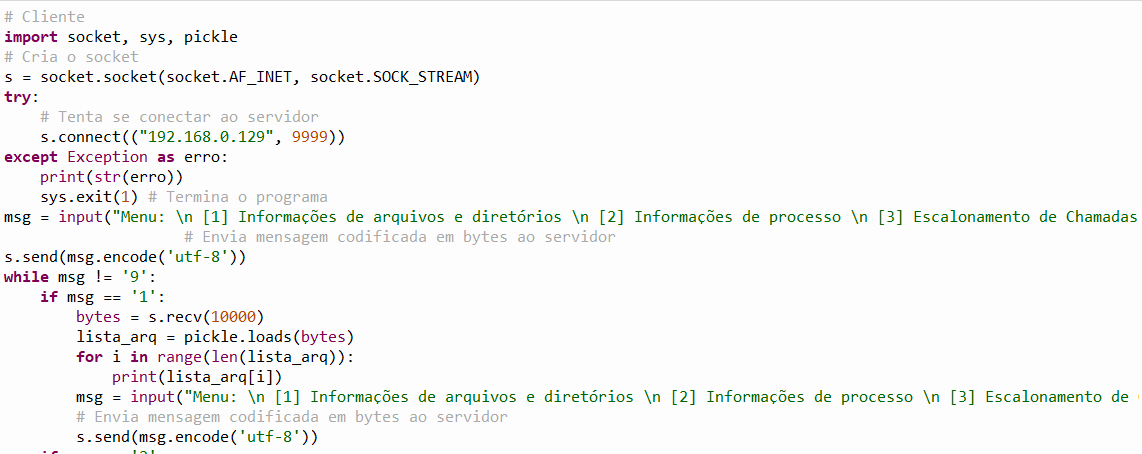 # Cliente
import socket, sys, pickle
# Cria o socket
s = socket.socket(socket.AF_INET, socket.SOCK_STREAM)
try:
    # Tenta se conectar ao servidor
    s.connect(("192.168.0.129", 9999))
except Exception as erro:
    print(str(erro))
    sys.exit(1) # Termina o programa
msg = input("Menu: \n [1] Informações de arquivos e diretórios \n [2] Informações de processo \n [3] Escalonamento de Chamadas
                    # Envia mensagem codificada em bytes ao servidor
s.send(msg.encode('utf-8'))
while msg != '9':
    if msg == '1':
        bytes = s.recv(10000)
        lista_arq = pickle.loads(bytes)
        for i in range(len(lista_arq)):
            print(lista_arq[i])
        msg = input("Menu: \n [1] Informações de arquivos e diretórios \n [2] Informações de processo \n [3] Escalonamento de
        # Envia mensagem codificada em bytes ao servidor
        s.send(msg.encode('utf-8'))